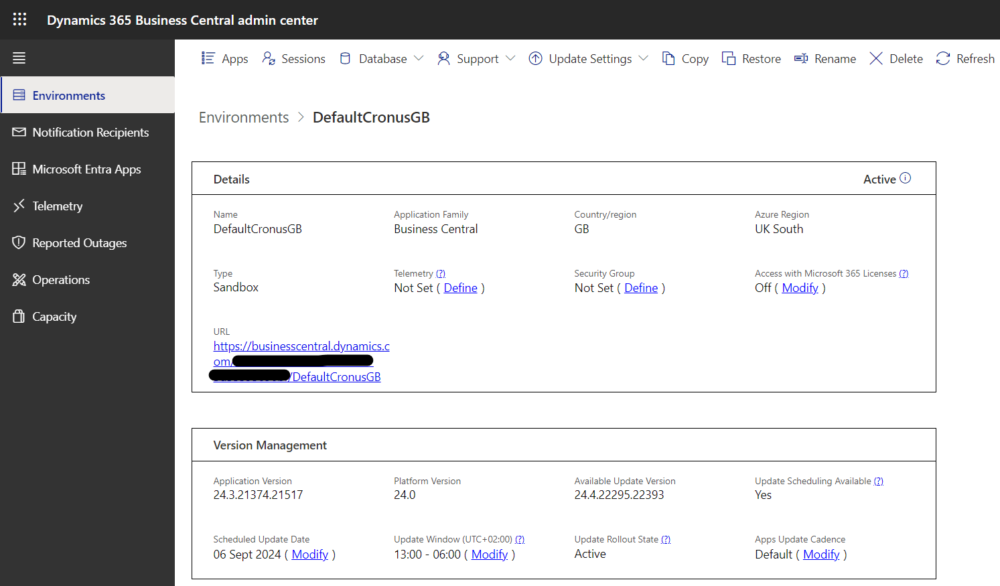 Dynamics 365 Business Central admin center
Apps Sessions Database Support Update Settings Copy Restore Rename Delete Refresh
Environments
Notification Recipients
Microsoft Entra Apps
Telemetry
Reported Outages
Operations
Capacity
Environments > DefaultCronusGB
Details Active
Name Application Family Country/region Azure Region
DefaultCronusGB Business Central GB UK South
Type Telemetry (?) Security Group Access with Microsoft 365 Licenses (?)
Sandbox Not Set ( Define ) Not Set ( Define ) Off ( Modify )
URL
https://businesscentral.dynamics.c
om/
/DefaultCronusGB
Version Management
Application Version Platform Version Available Update Version Update Scheduling Available (?)
24.3.21374.21517 24.0 24.4.22295.22393 Yes
Scheduled Update Date Update Window (UTC+02:00) (?) Update Rollout State (?) Apps Update Cadence
06 Sept 2024 ( Modify ) 13:00 - 06:00 ( Modify ) Active Default ( Modify )